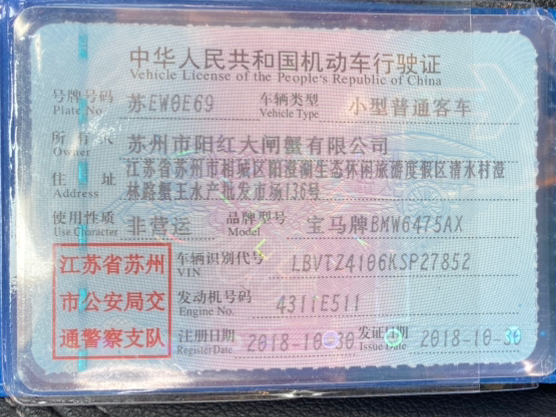 中华人民共和国机动车行驶证
Vehicle License of the People's Republic of China
号牌号码 苏EW0E69 车辆类型 小型普通客车
Plate No. Vehicle Type
所有人 苏州市阳红大闸蟹有限公司
Owner
江苏省苏州市相城区阳澄湖生态休闲旅游度假区清水村澄
住址 林路蟹王水产批发市场136号
Address
使用性质 非营运 品牌型号 宝马牌BMW6475AX
Use Character Model
江苏省苏州 车辆识别代号 LBVTZ4106KSP27852
VIN
市公安局交 发动机号码 4311E511
Engine No.
通警察支队 注册日期 2018-10-30 发证日期 2018-10-30
Register Date Issue Date